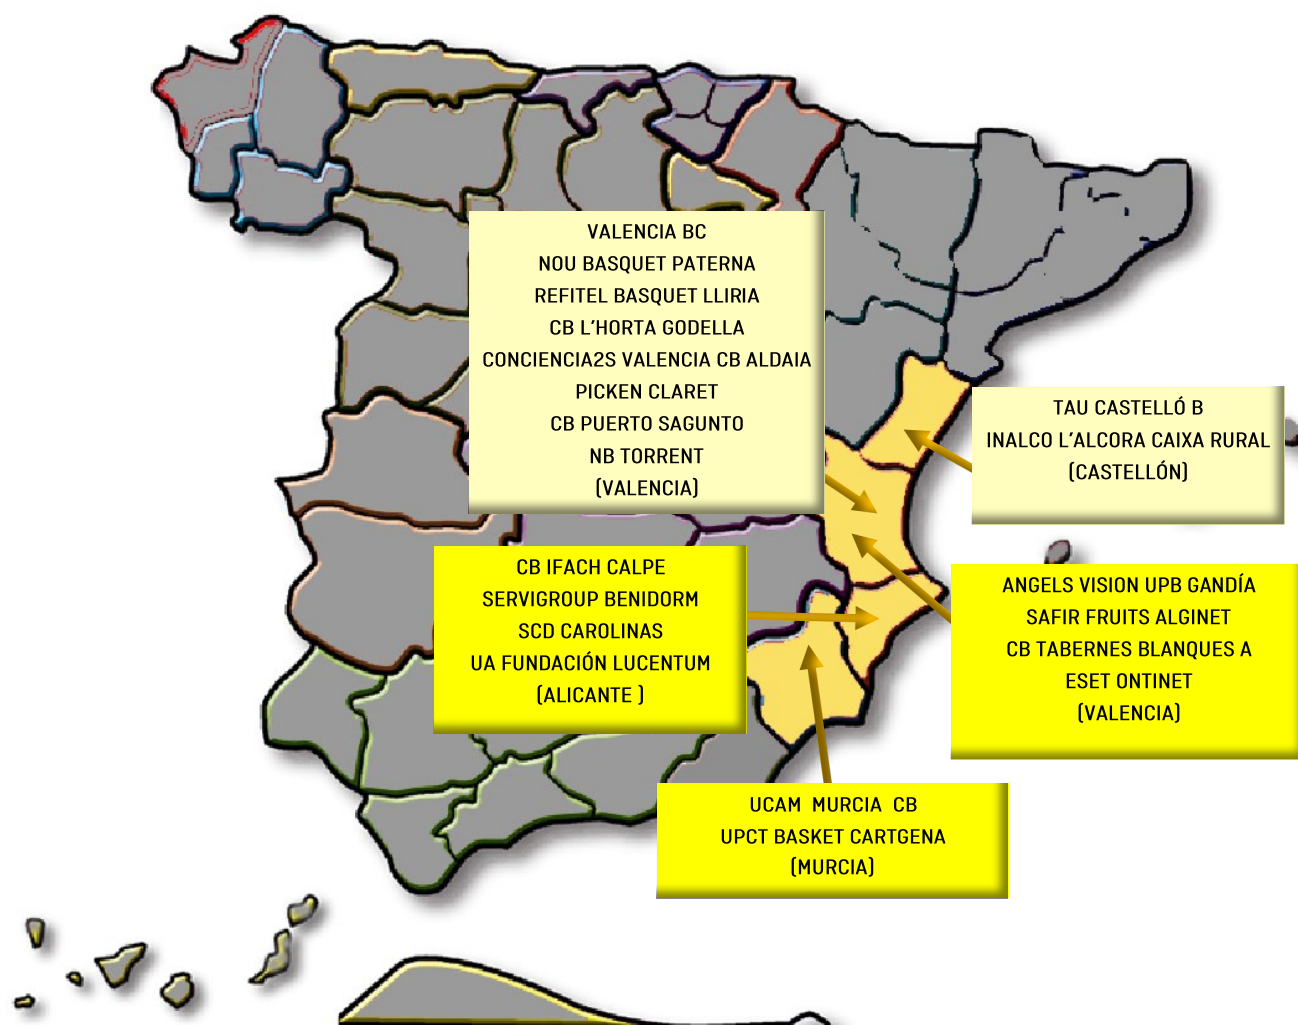 VALENCIA BC
NOU BASQUET PATERNA
REFITEL BASQUET LLIRIA
CB L'HORTA GODELLA
CONCIENCIA2S VALENCIA CB ALDAIA
PICKEN CLARET
CB PUERTO SAGUNTO
NB TORRENT
(VALENCIA)
TAU CASTELLÓ B
INALCO L'ALCORA CAIXA RURAL
(CASTELLÓN)
CB IFACH CALPE
SERVIGROUP BENIDORM
SCD CAROLINAS
UA FUNDACIÓN LUCENTUM
(ALICANTE )
ANGELS VISION UPB GANDÍA
SAFIR FRUITS ALGINET
CB TABERNES BLANQUES A
ESET ONTINET
(VALENCIA)
UCAM  MURCIA  CB
UPCT BASKET CARTGENA
(MURCIA)